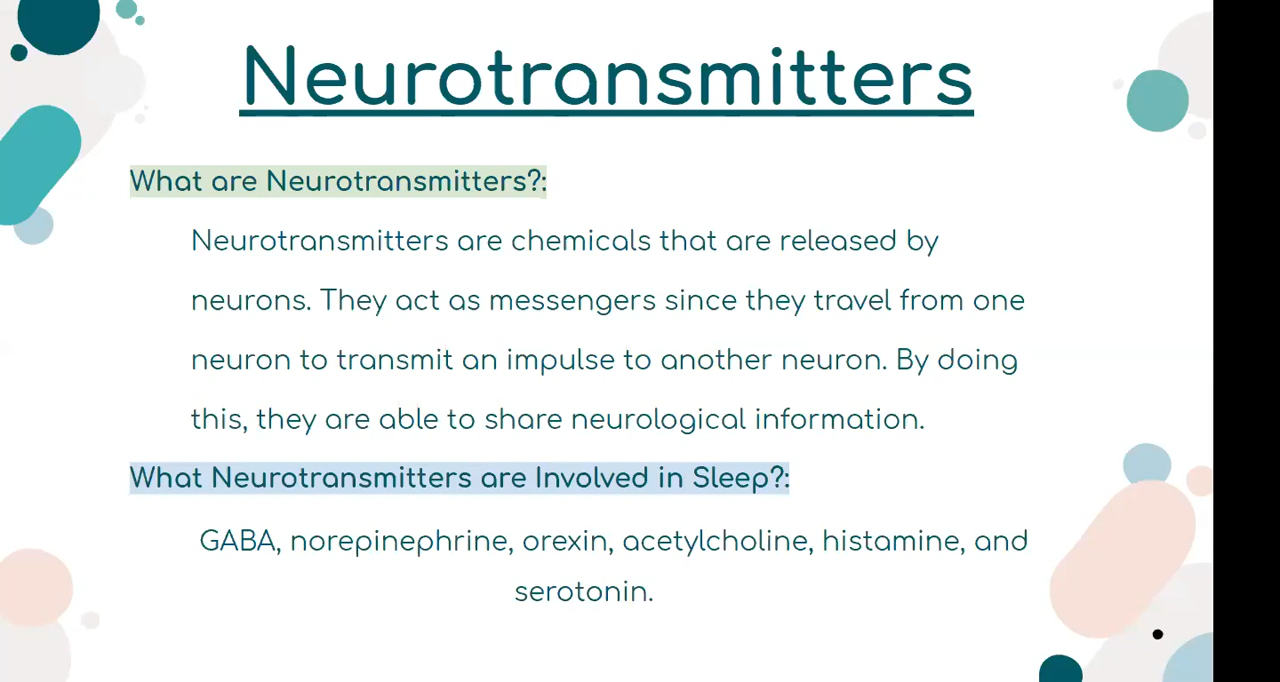 Neurotransmitters
What are Neurotransmitters?:
Neurotransmitters are chemicals that are released by
neurons. They act as messengers since they travel from one
neuron to transmit an impulse to another neuron. By doing
this, they are able to share neurological information.
What Neurotransmitters are Involved in Sleep?:
GABA, norepinephrine, orexin, acetylcholine, histamine, and
serotonin.